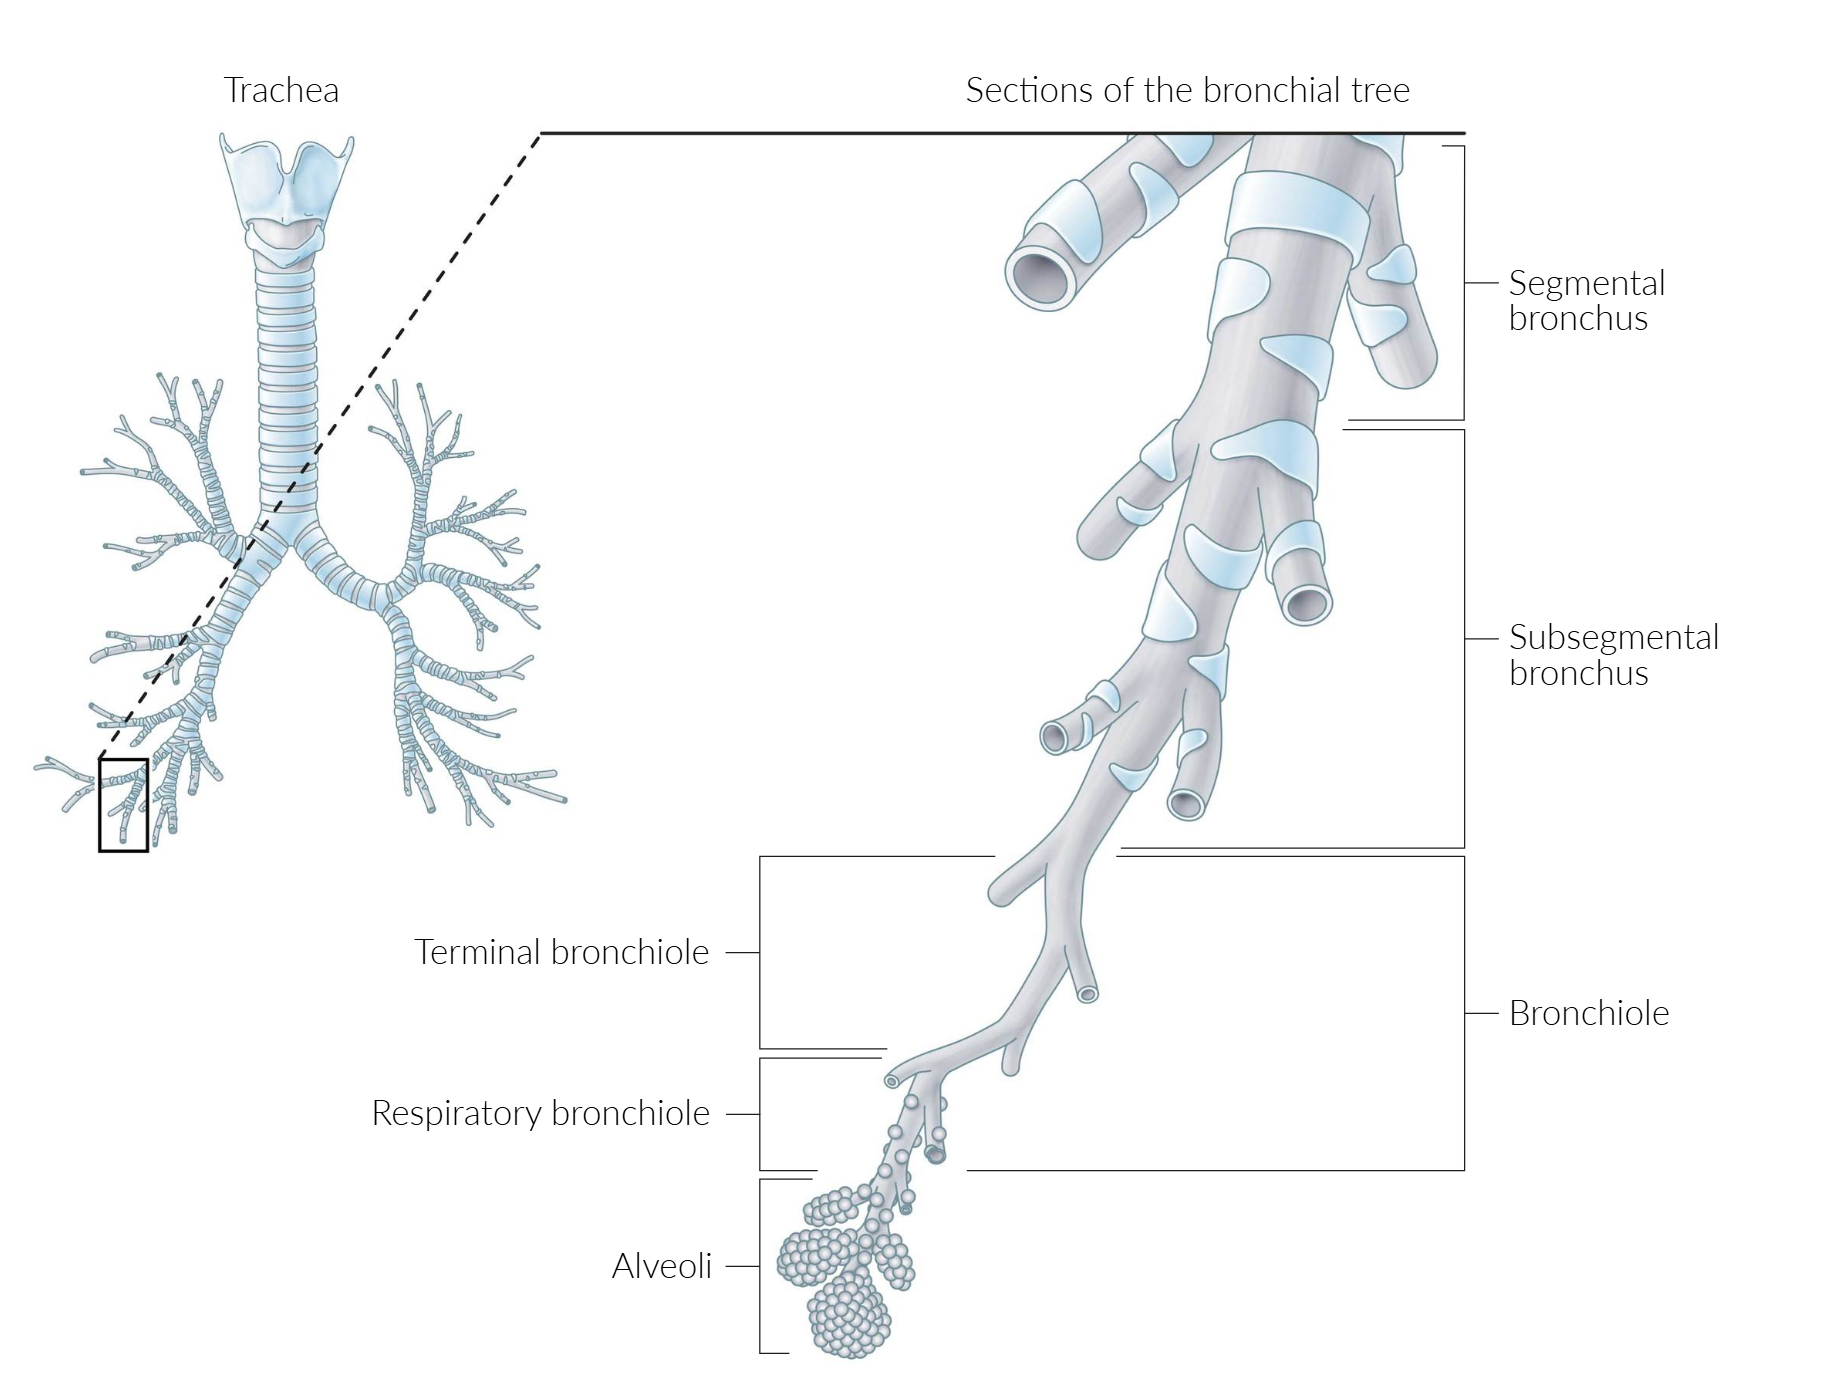 Trachea
Sections of the bronchial tree
Segmental
bronchus
Subsegmental
bronchus
Terminal bronchiole
Bronchiole
Respiratory bronchiole
Alveoli